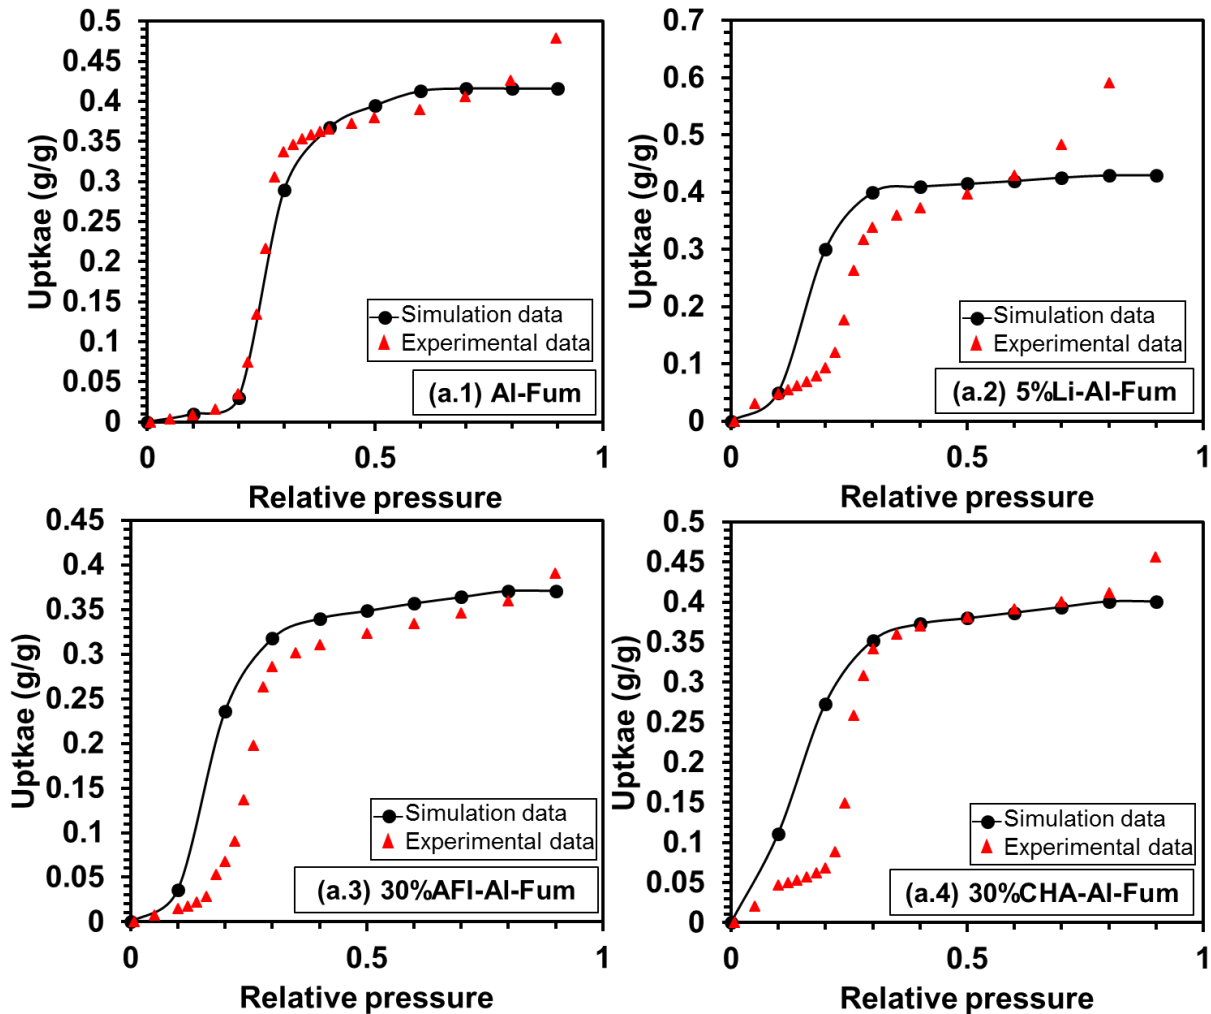 0.5
0.45
0.4
0.35
0.3
0.25
0.2
0.15
0.1
0.05
0
Uptkae (g/g)
Simulation data
Experimental data
(a.1) Al-Fum
0 0.5 1
Relative pressure
0.7
0.6
0.5
0.4
0.3
0.2
0.1
0
Uptkae (g/g)
Simulation data
Experimental data
(a.2) 5%Li-Al-Fum
0 0.5 1
Relative pressure
0.45
0.4
0.35
0.3
0.25
0.2
0.15
0.1
0.05
0
Uptkae (g/g)
Simulation data
Experimental data
(a.3) 30%AFI-Al-Fum
0 0.5 1
Relative pressure
0.5
0.45
0.4
0.35
0.3
0.25
0.2
0.15
0.1
0.05
0
Uptkae (g/g)
Simulation data
Experimental data
(a.4) 30%CHA-Al-Fum
0 0.5 1
Relative pressure